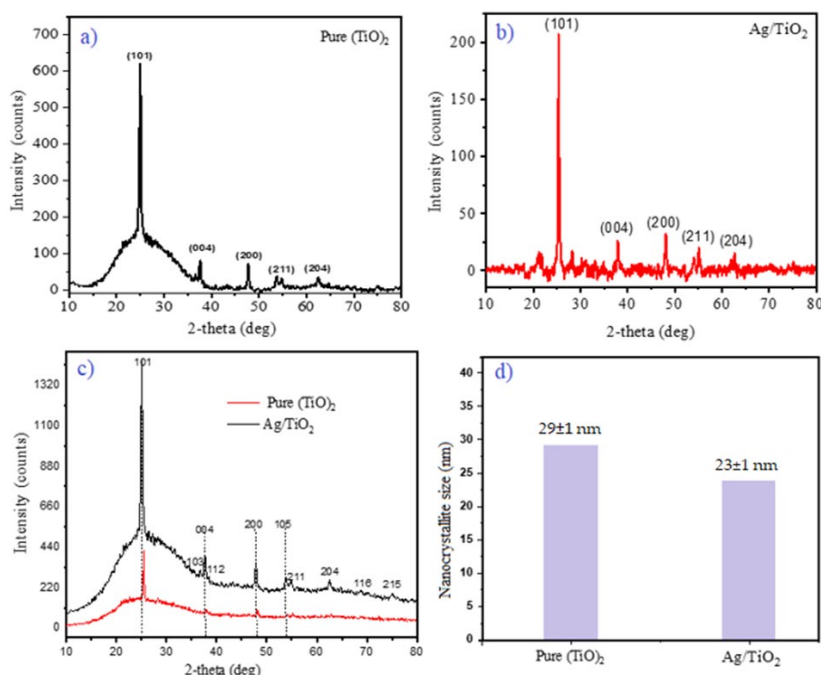 a)
Pure (TiO)2
700
600
500
400
300
200
100
0
(101)
(004)
(200)
(211)
(204)
10 20 30 40 50 60 70 80
2-theta (deg)
Intensity (counts)
b)
Ag/TiO2
200
150
100
50
25
0
(101)
(004)
(200)
(211)
(204)
10 20 30 40 50 60 70 80
2-theta (deg)
Intensity (counts)
c)
101
Pure (TiO)2
Ag/TiO2
1320
1100
880
660
440
220
0
103
004
112
200
105
211
204
116
215
10 20 30 40 50 60 70 80
2-theta (deg)
Intensity (counts)
d)
40
35
30
25
20
15
10
5
0
29±1 nm
23±1 nm
Pure (TiO)2 Ag/TiO2
Nanocrystallite size (nm)